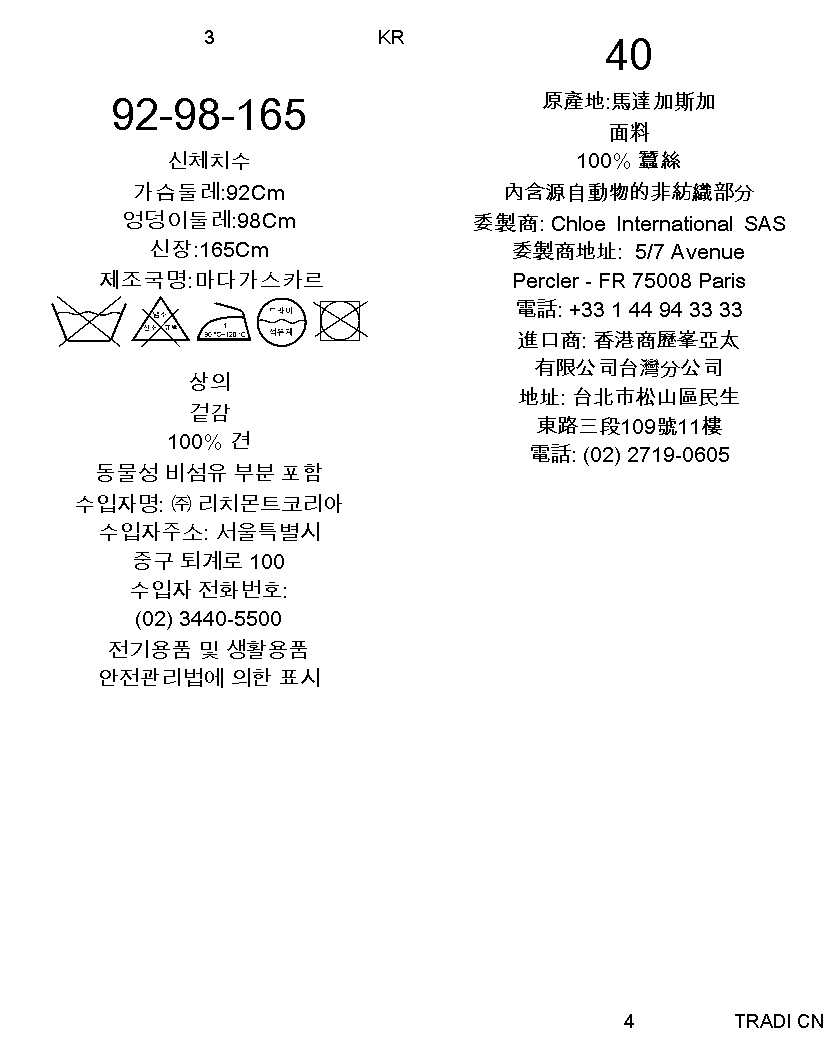 3 KR
92-98-165
신체치수
가슴둘레:92Cm
엉덩이둘레:98Cm
신장:165Cm
제조국명:마다가스카르
염소
산소 표백
1
80 ℃~120 ℃
드라이
석유계
상의
겉감
100% 견
동물성 비섬유 부분 포함
수입자명: ㈜ 리치몬트코리아
수입자주소: 서울특별시
중구 퇴계로 100
수입자 전화번호:
(02) 3440-5500
전기용품 및 생활용품
안전관리법에 의한 표시
40
原產地:馬達加斯加
面料
100% 蠶絲
內含源自動物的非紡織部分
委製商: Chloe International SAS
委製商地址: 5/7 Avenue
Percler - FR 75008 Paris
電話: +33 1 44 94 33 33
進口商: 香港商歷峯亞太
有限公司台灣分公司
地址: 台北市松山區民生
東路三段109號11樓
電話: (02) 2719-0605
4 TRADI CN